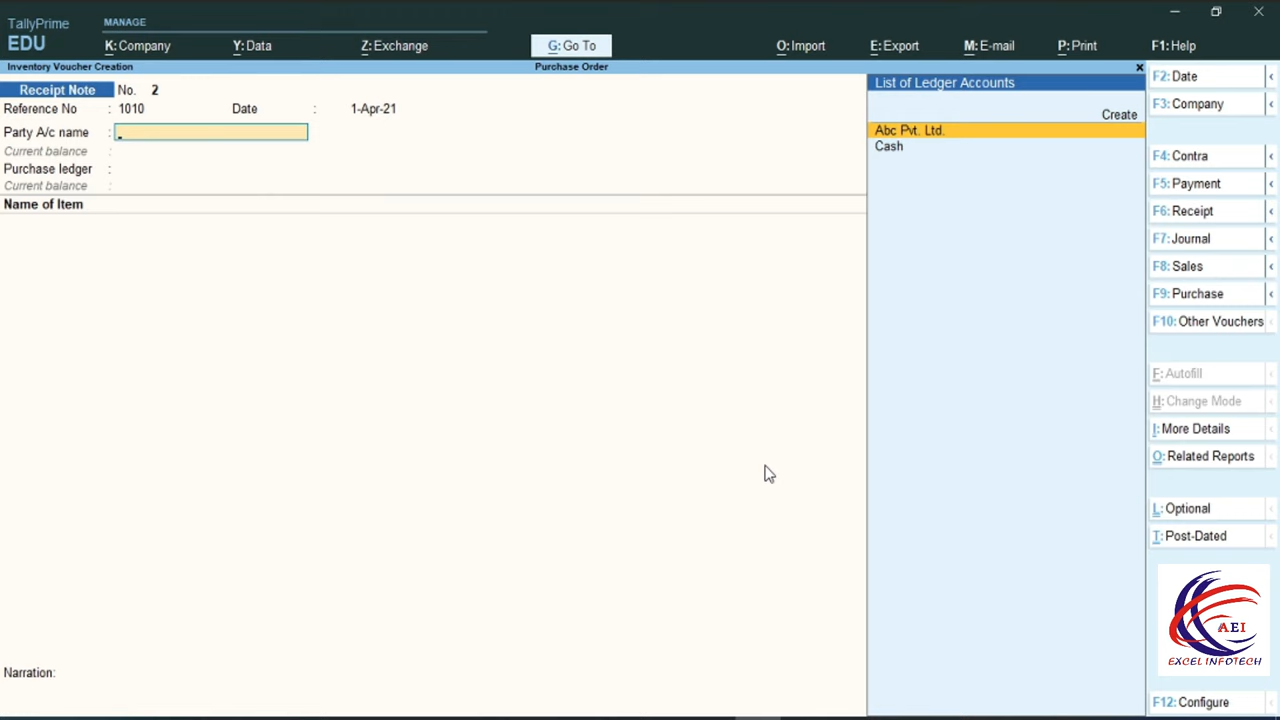 TallyPrime
EDU
MANAGE
K: Company
Y: Data
Z: Exchange
G: Go To
O: Import
E: Export
M: E-mail
P: Print
F1: Help
Inventory Voucher Creation
Purchase Order
Receipt Note No. 2
Reference No : 1010 Date : 1-Apr-21
Party A/c name :
Current balance :
Purchase ledger :
Current balance :
Name of Item
Narration:
List of Ledger Accounts
Create
Abc Pvt. Ltd.
Cash
F2: Date
F3: Company
F4: Contra
F5: Payment
F6: Receipt
F7: Journal
F8: Sales
F9: Purchase
F10: Other Vouchers
F: Autofill
H: Change Mode
I: More Details
O: Related Reports
L: Optional
T: Post-Dated
AEI
EXCEL INFOTECH
F12: Configure